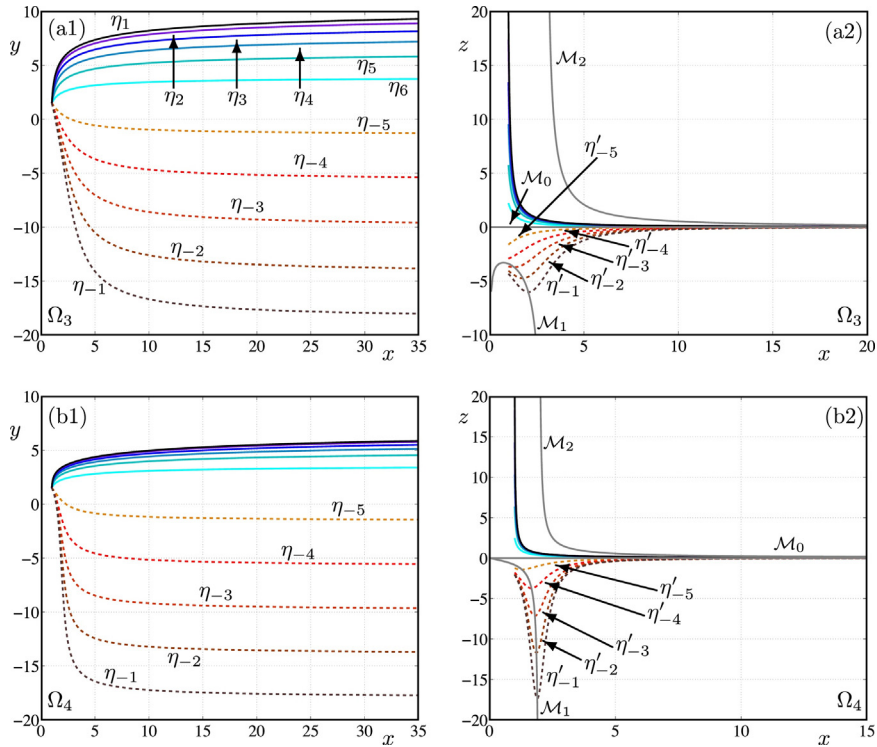 (a1)
y
10
5
0
−5
−10
−15
−20
η₁
η₂
η₃
η₄
η₅
η₆
η₋₅
η₋₄
η₋₃
η₋₂
η₋₁
Ω₃
0 5 10 15 20 25 30 35
x
(a2)
z
20
15
10
5
0
−5
−10
ℳ₂
ℳ₀
η′₋₅
η′₋₄
η′₋₃
η′₋₂
η′₋₁
ℳ₁
Ω₃
0 5 10 15 20
x
(b1)
y
10
5
0
−5
−10
−15
−20
η₋₅
η₋₄
η₋₃
η₋₂
η₋₁
Ω₄
0 5 10 15 20 25 30 35
x
(b2)
z
20
15
10
5
0
−5
−10
−15
−20
ℳ₂
ℳ₀
η′₋₅
η′₋₄
η′₋₃
η′₋₂
η′₋₁
ℳ₁
Ω₄
0 5 10 15
x